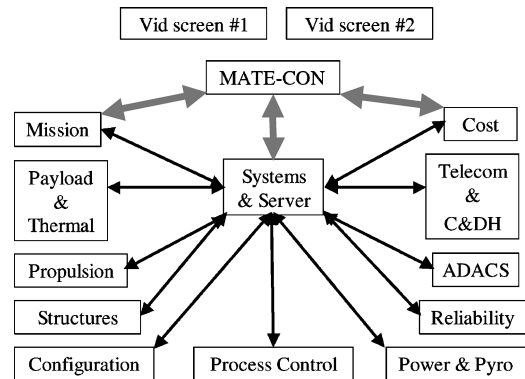 Vid screen #1
Vid screen #2
MATE-CON
Mission
Cost
Payload
&
Thermal
Systems
& Server
Telecom
&
C&DH
Propulsion
ADACS
Structures
Reliability
Configuration
Process Control
Power & Pyro